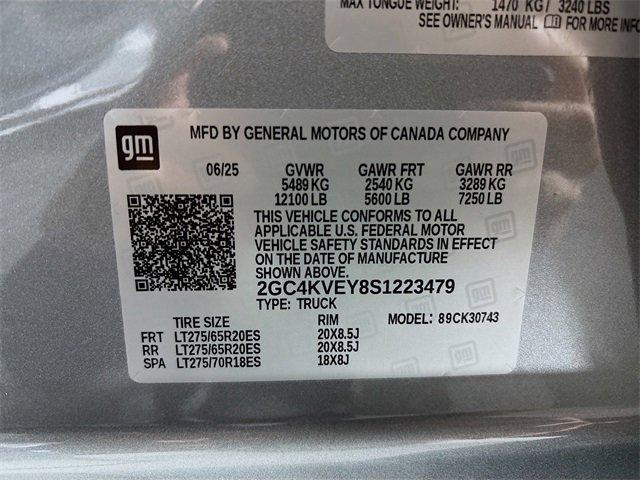 MAX TONGUE WEIGHT: 1470 KG / 3240 LBS
SEE OWNER'S MANUAL FOR MORE INFO
gm
MFD BY GENERAL MOTORS OF CANADA COMPANY
06/25 GVWR GAWR FRT GAWR RR
5489 KG 2540 KG 3289 KG
12100 LB 5600 LB 7250 LB
THIS VEHICLE CONFORMS TO ALL
APPLICABLE U.S. FEDERAL MOTOR
VEHICLE SAFETY STANDARDS IN EFFECT
ON THE DATE OF MANUFACTURE
SHOWN ABOVE.
2GC4KVEY8S1223479
TYPE: TRUCK
TIRE SIZE RIM MODEL: 89CK30743
FRT LT275/65R20ES 20X8.5J
RR LT275/65R20ES 20X8.5J
SPA LT275/70R18ES 18X8J